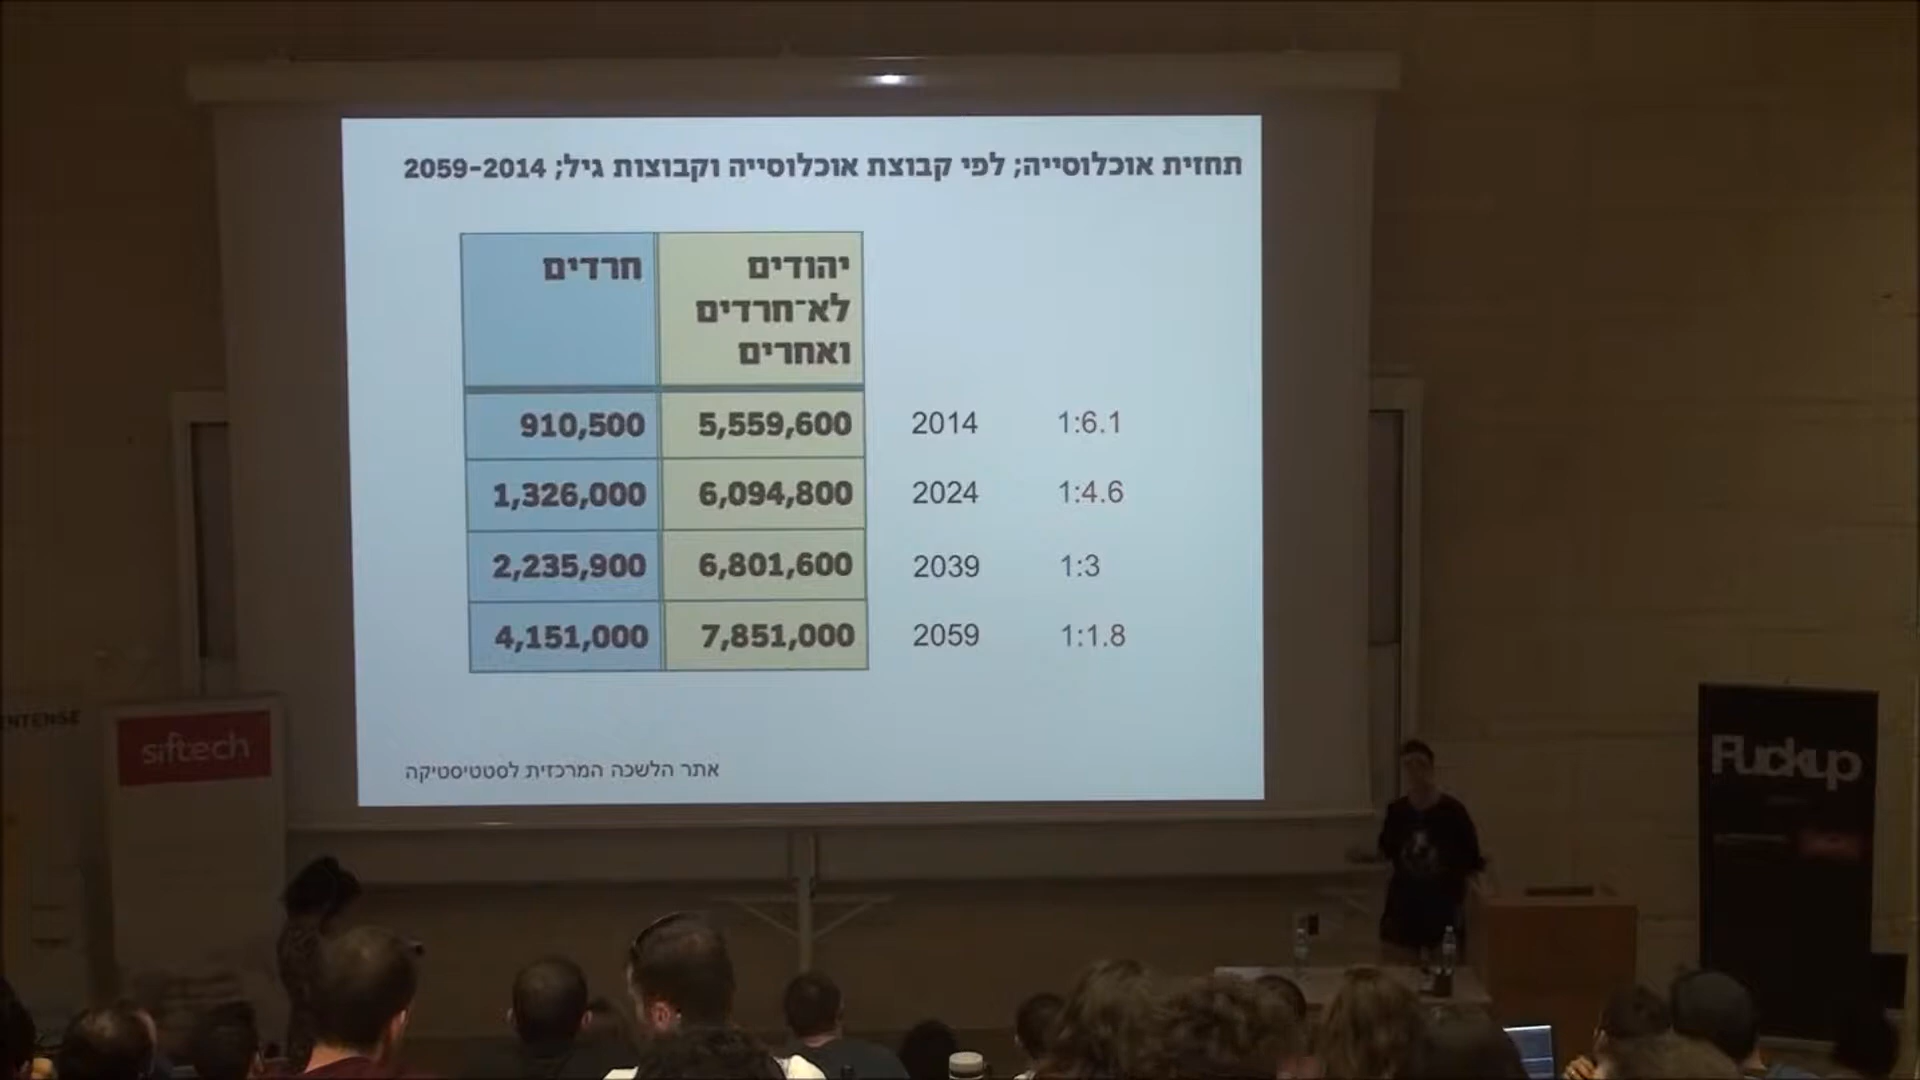 תחזית אוכלוסייה; לפי קבוצת אוכלוסייה וקבוצות גיל; 2059-2014
יהודים לא־חרדים ואחרים
חרדים
1:6.1 2014 5,559,600 910,500
1:4.6 2024 6,094,800 1,326,000
1:3 2039 6,801,600 2,235,900
1:1.8 2059 7,851,000 4,151,000
אתר הלשכה המרכזית לסטטיסטיקה
ENTENSE
siftech
Fuckup